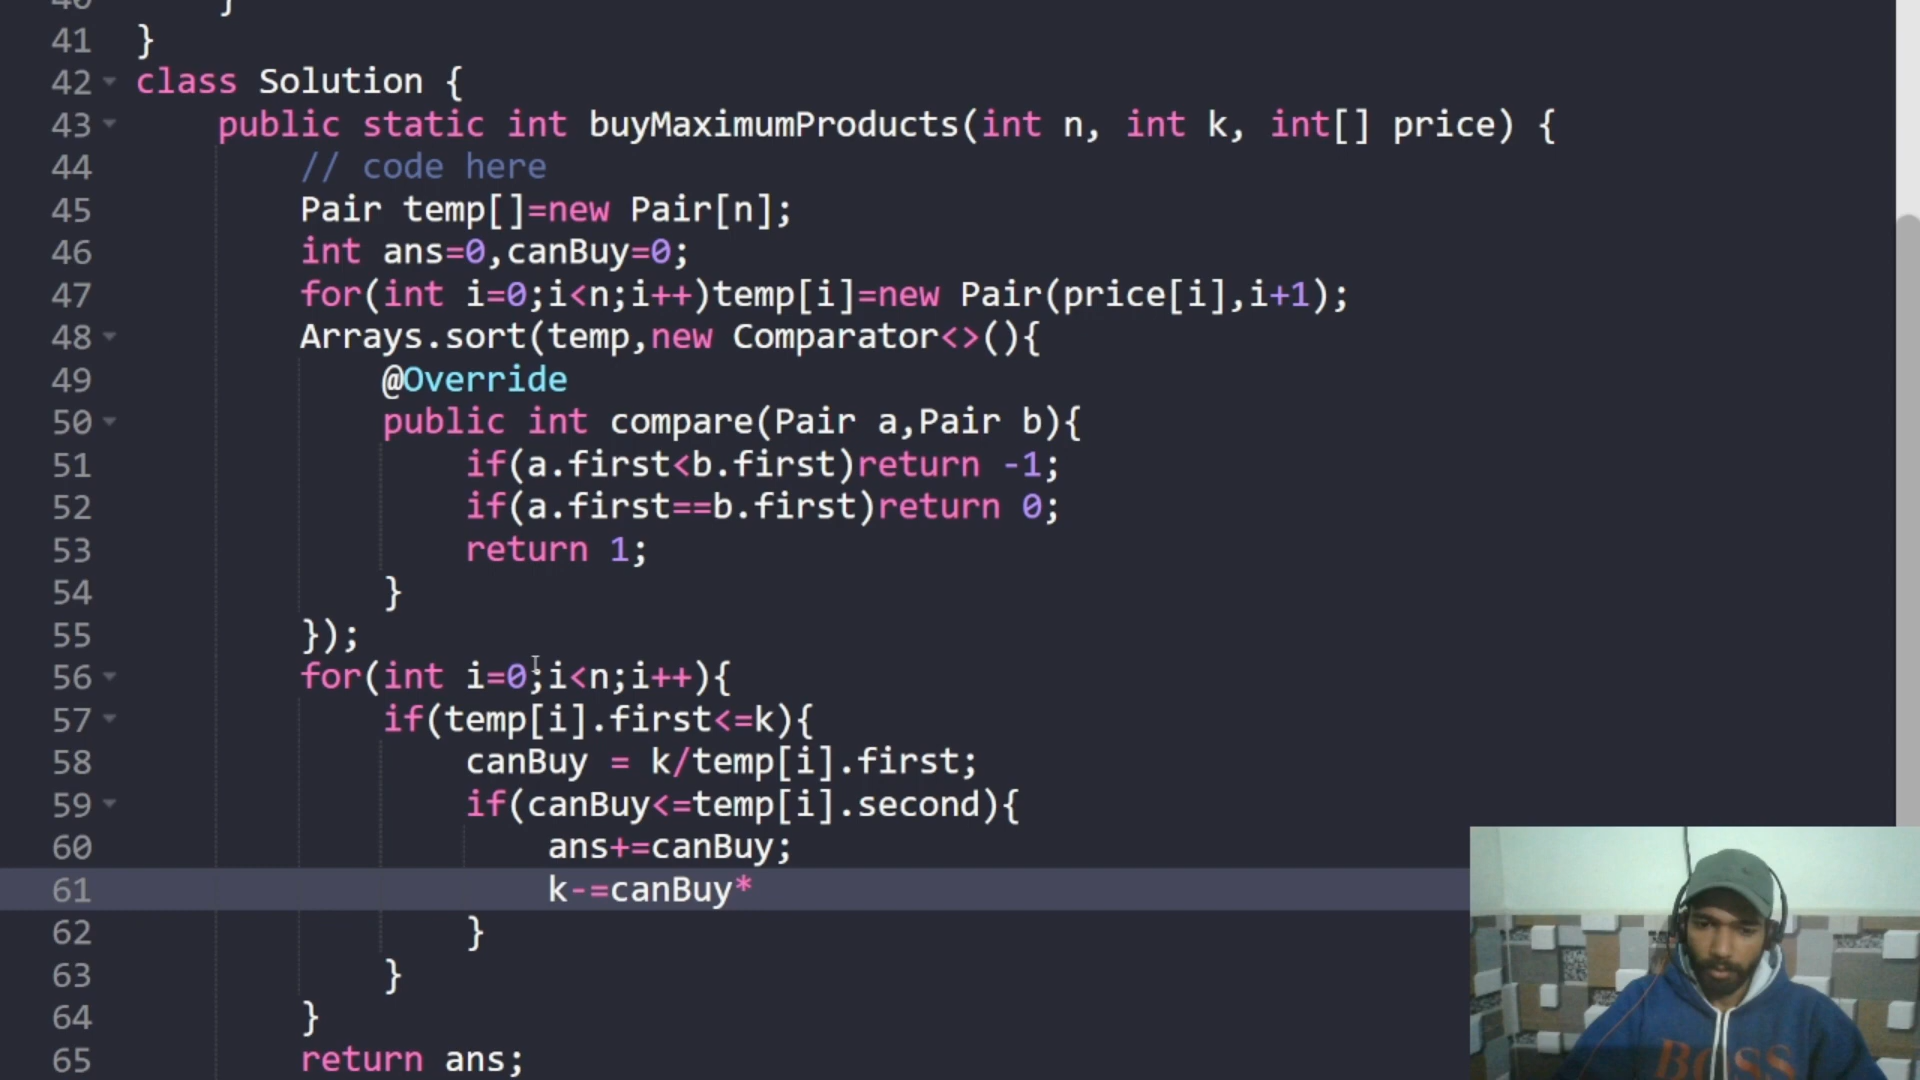 40 }
41 }
42 class Solution {
43 public static int buyMaximumProducts(int n, int k, int[] price) {
44 // code here
45 Pair temp[]=new Pair[n];
46 int ans=0,canBuy=0;
47 for(int i=0;i<n;i++)temp[i]=new Pair(price[i],i+1);
48 Arrays.sort(temp,new Comparator<>(){
49 @Override
50 public int compare(Pair a,Pair b){
51 if(a.first<b.first)return -1;
52 if(a.first==b.first)return 0;
53 return 1;
54 }
55 });
56 for(int i=0;i<n;i++){
57 if(temp[i].first<=k){
58 canBuy = k/temp[i].first;
59 if(canBuy<=temp[i].second){
60 ans+=canBuy;
61 k-=canBuy*
62 }
63 }
64 }
65 return ans;
BOSS